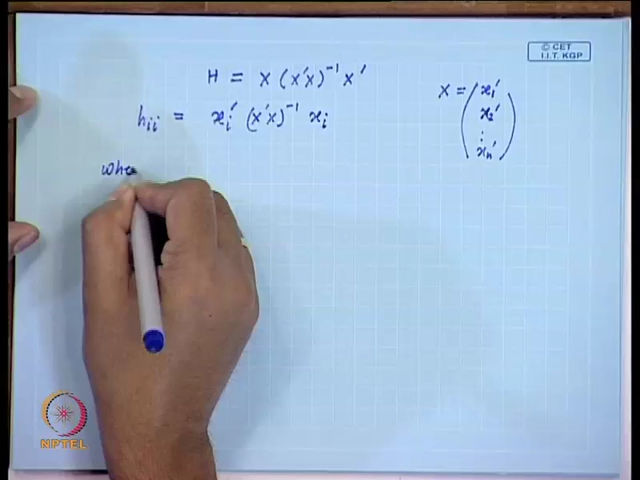 © CET
I.I.T. KGP
H = X (X'X)⁻¹ X'
hᵢᵢ = xᵢ' (X'X)⁻¹ xᵢ
X = ( x₁'
x₂'
⋮
xₙ' )
whe
NPTEL